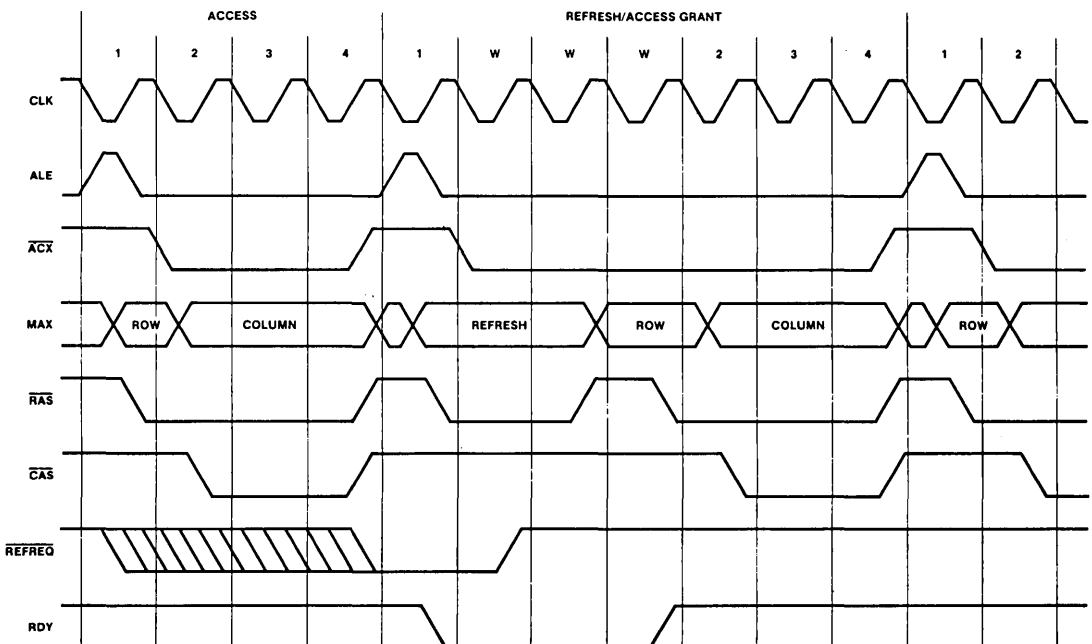 ACCESS REFRESH/ACCESS GRANT
1 2 3 4 1 W W W 2 3 4 1 2
CLK
ALE
ACX
MAX ROW COLUMN REFRESH ROW COLUMN ROW
RAS
CAS
REFREQ
RDY